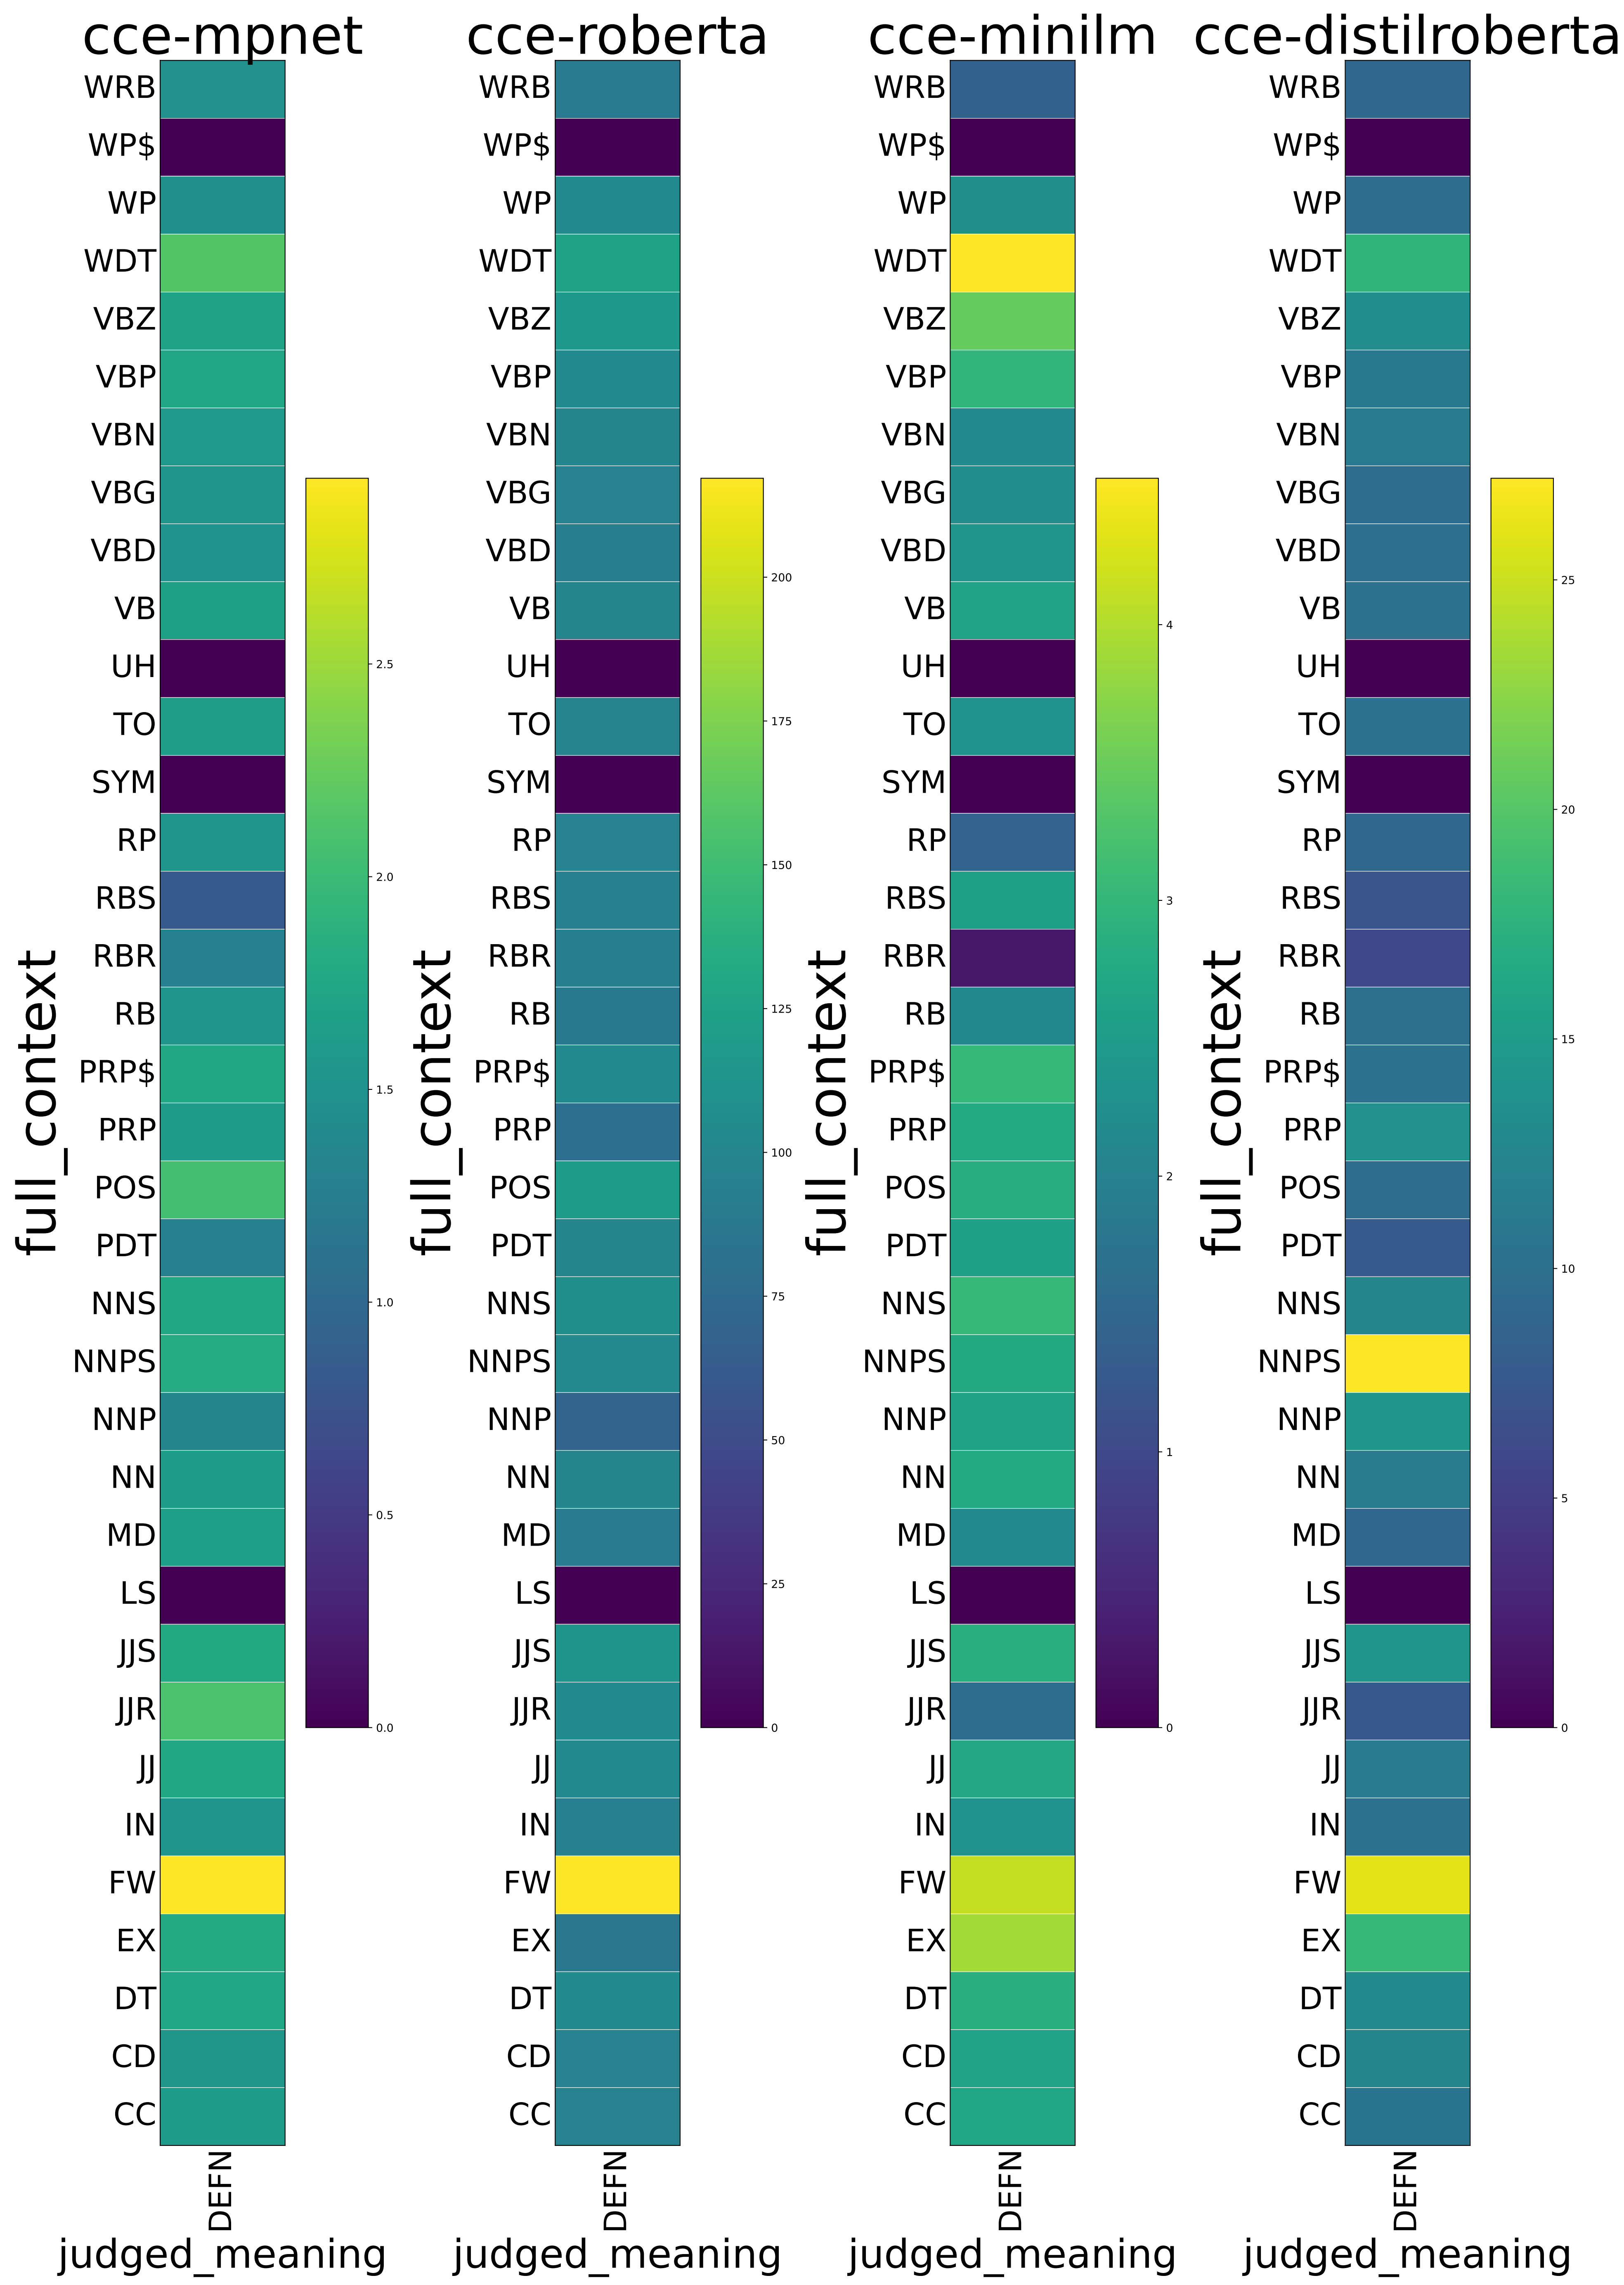 cce-mpnet
WRB
WP$
WP
WDT
VBZ
VBP
VBN
VBG
VBD
VB
UH
TO
SYM
RP
RBS
RBR
RB
PRP$
PRP
POS
PDT
NNS
NNPS
NNP
NN
MD
LS
JJS
JJR
JJ
IN
FW
EX
DT
CD
CC
full_context
DEFN
judged_meaning
2.5
2.0
1.5
1.0
0.5
0.0
cce-roberta
WRB
WP$
WP
WDT
VBZ
VBP
VBN
VBG
VBD
VB
UH
TO
SYM
RP
RBS
RBR
RB
PRP$
PRP
POS
PDT
NNS
NNPS
NNP
NN
MD
LS
JJS
JJR
JJ
IN
FW
EX
DT
CD
CC
full_context
DEFN
judged_meaning
200
175
150
125
100
75
50
25
0
cce-minilm
WRB
WP$
WP
WDT
VBZ
VBP
VBN
VBG
VBD
VB
UH
TO
SYM
RP
RBS
RBR
RB
PRP$
PRP
POS
PDT
NNS
NNPS
NNP
NN
MD
LS
JJS
JJR
JJ
IN
FW
EX
DT
CD
CC
full_context
DEFN
judged_meaning
4
3
2
1
0
cce-distilroberta
WRB
WP$
WP
WDT
VBZ
VBP
VBN
VBG
VBD
VB
UH
TO
SYM
RP
RBS
RBR
RB
PRP$
PRP
POS
PDT
NNS
NNPS
NNP
NN
MD
LS
JJS
JJR
JJ
IN
FW
EX
DT
CD
CC
full_context
DEFN
judged_meaning
25
20
15
10
5
0